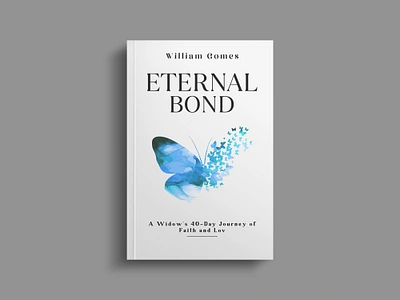 William Gomes
ETERNAL
BOND
A Widow's 40-Day Journey of
Faith and Lov